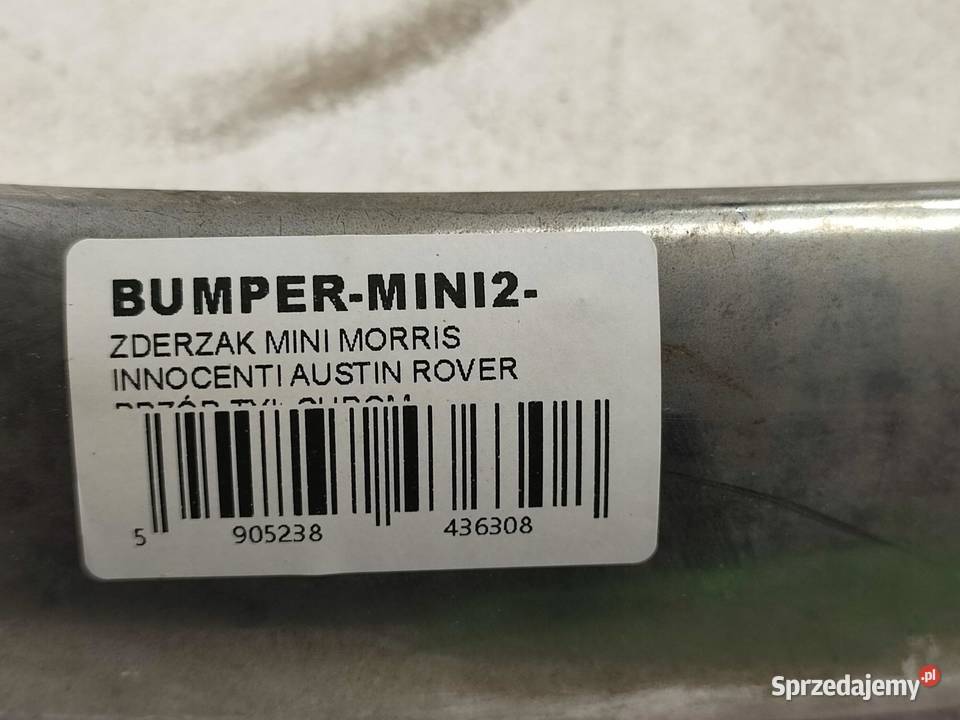 BUMPER-MINI2-
ZDERZAK MINI MORRIS
INNOCENTI AUSTIN ROVER
5 905238 436308
Sprzedajemy.pl